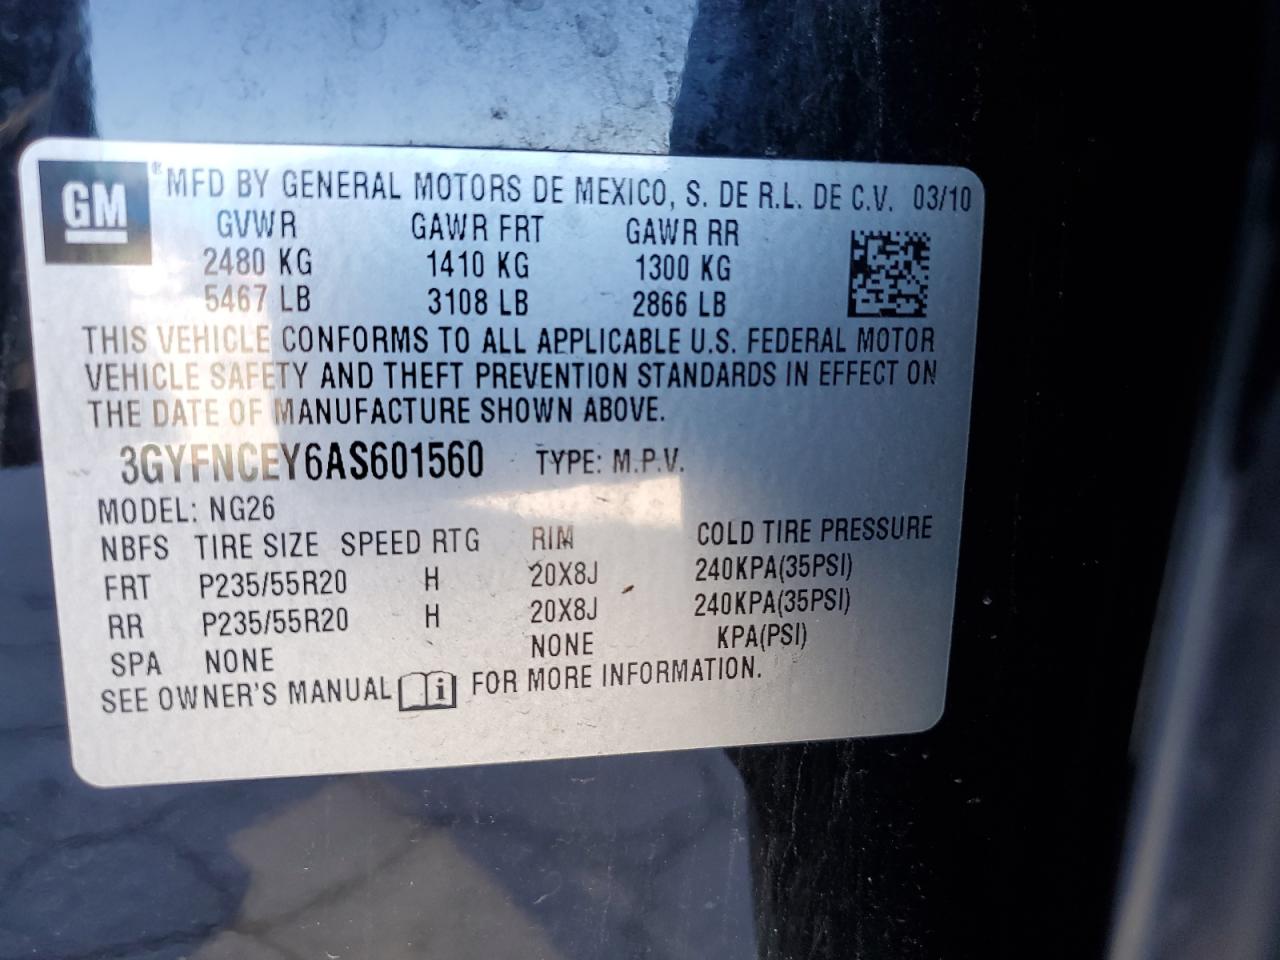 GM
® MFD BY GENERAL MOTORS DE MEXICO, S. DE R.L. DE C.V. 03/10
GVWR GAWR FRT GAWR RR
2480 KG 1410 KG 1300 KG
5467 LB 3108 LB 2866 LB
THIS VEHICLE CONFORMS TO ALL APPLICABLE U.S. FEDERAL MOTOR
VEHICLE SAFETY AND THEFT PREVENTION STANDARDS IN EFFECT ON
THE DATE OF MANUFACTURE SHOWN ABOVE.
3GYFNCEY6AS601560 TYPE: M.P.V.
MODEL: NG26
NBFS TIRE SIZE SPEED RTG RIM COLD TIRE PRESSURE
FRT P235/55R20 H 20X8J 240KPA(35PSI)
RR P235/55R20 H 20X8J 240KPA(35PSI)
SPA NONE NONE KPA(PSI)
SEE OWNER'S MANUAL i FOR MORE INFORMATION.